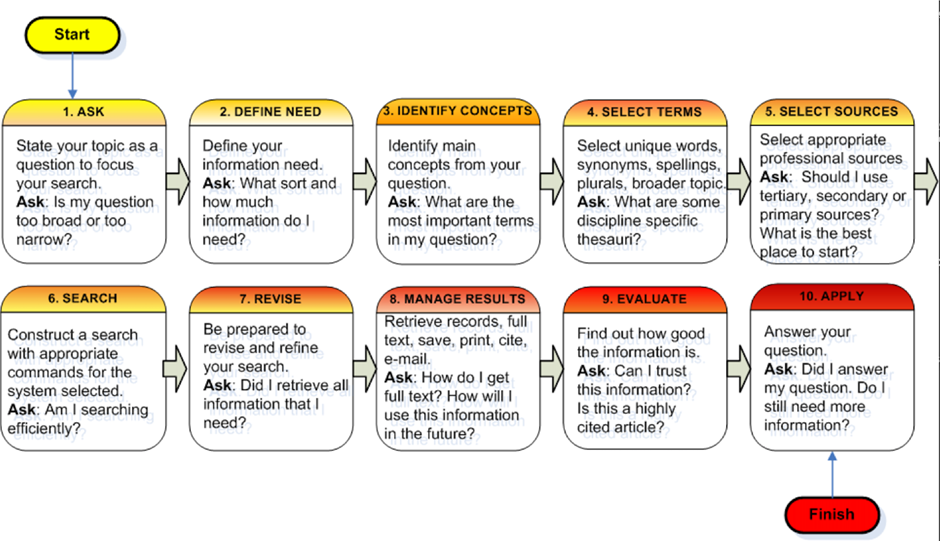 Start
1. ASK
State your topic as a
question to focus
your search.
Ask: Is my question
too broad or too
narrow?
2. DEFINE NEED
Define your
information need.
Ask: What sort and
how much
information do I
need?
3. IDENTIFY CONCEPTS
Identify main
concepts from your
question.
Ask: What are the
most important terms
in my question?
4. SELECT TERMS
Select unique words,
synonyms, spellings,
plurals, broader topic.
Ask: What are some
discipline specific
thesauri?
5. SELECT SOURCES
Select appropriate
professional sources
Ask: Should I use
tertiary, secondary or
primary sources?
What is the best
place to start?
6. SEARCH
Construct a search
with appropriate
commands for the
system selected.
Ask: Am I searching
efficiently?
7. REVISE
Be prepared to
revise and refine
your search.
Ask: Did I retrieve all
information that I
need?
8. MANAGE RESULTS
Retrieve records, full
text, save, print, cite,
e-mail.
Ask: How do I get
full text? How will I
use this information
in the future?
9. EVALUATE
Find out how good
the information is.
Ask: Can I trust
this information?
Is this a highly
cited article?
10. APPLY
Answer your
question.
Ask: Did I answer
my question. Do I
still need more
information?
Finish